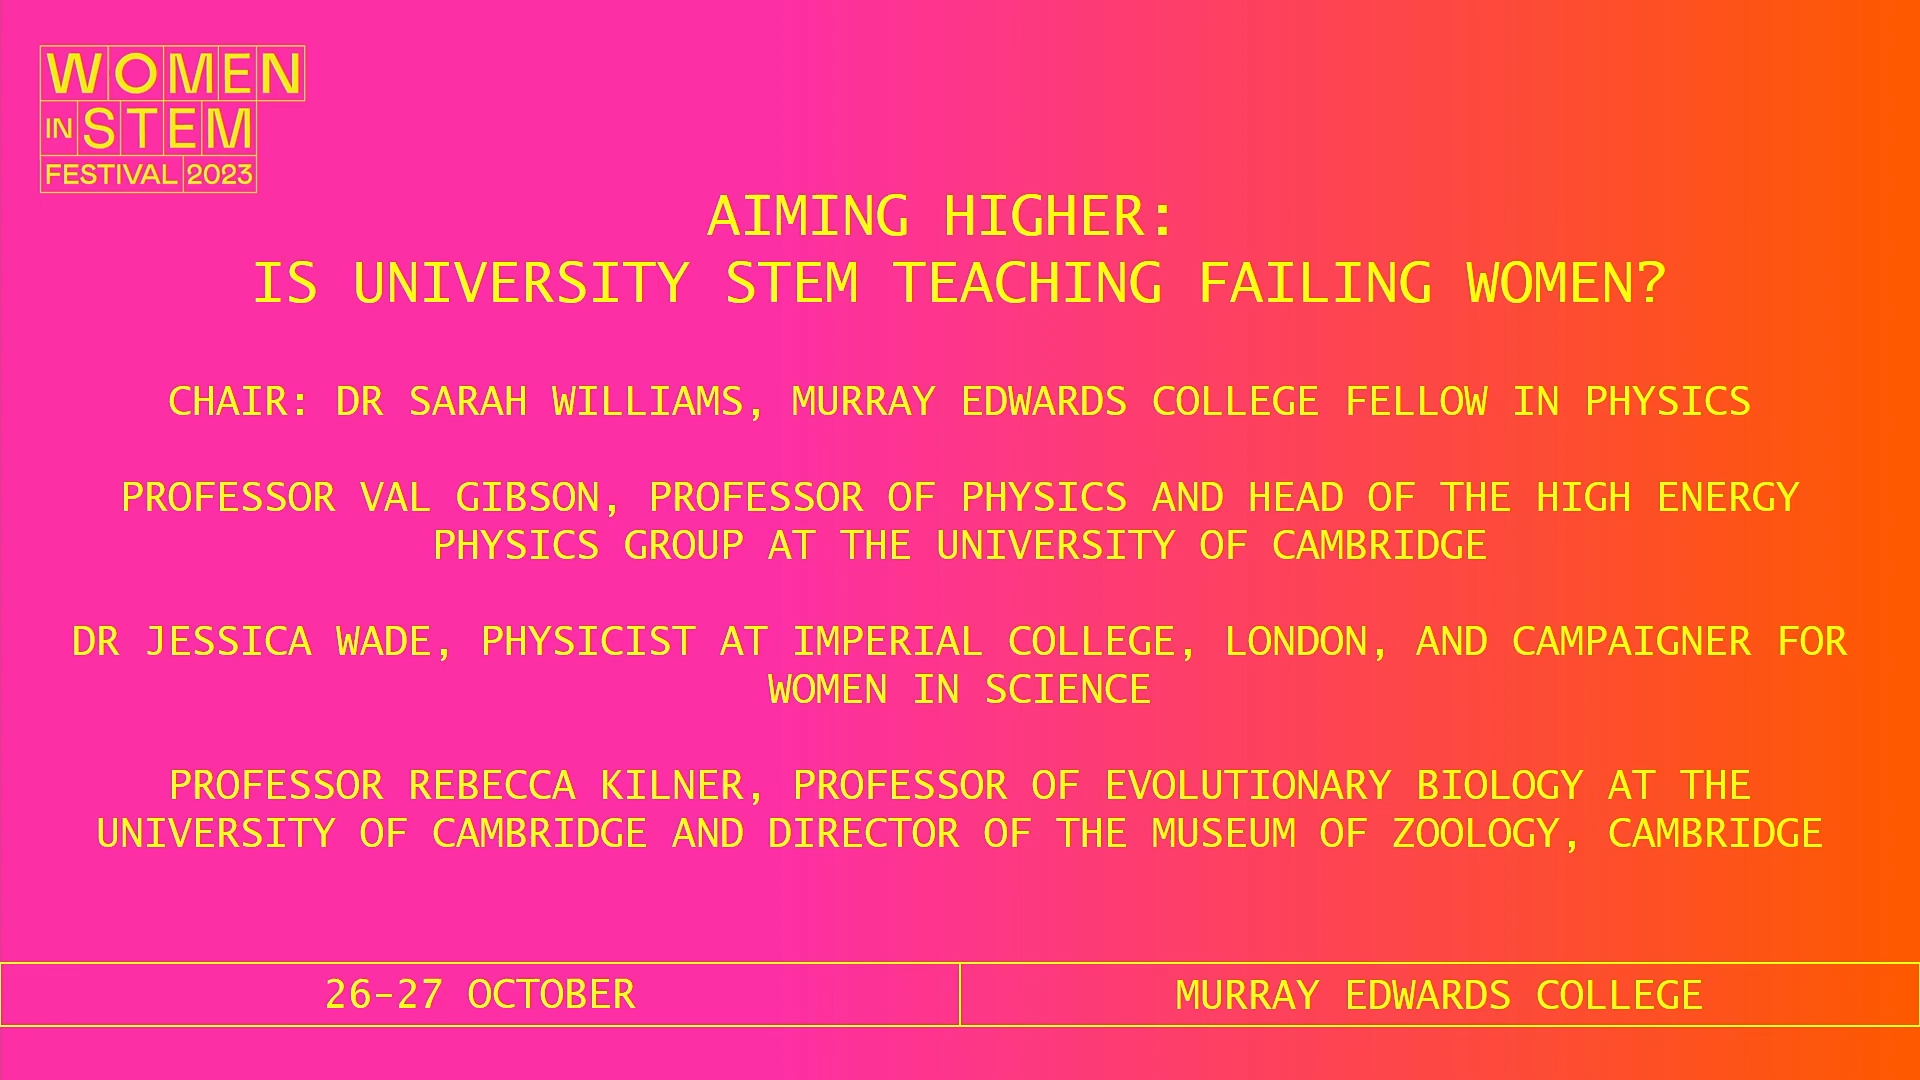 WOMEN
IN STEM
FESTIVAL 2023
AIMING HIGHER:
IS UNIVERSITY STEM TEACHING FAILING WOMEN?
CHAIR: DR SARAH WILLIAMS, MURRAY EDWARDS COLLEGE FELLOW IN PHYSICS
PROFESSOR VAL GIBSON, PROFESSOR OF PHYSICS AND HEAD OF THE HIGH ENERGY
PHYSICS GROUP AT THE UNIVERSITY OF CAMBRIDGE
DR JESSICA WADE, PHYSICIST AT IMPERIAL COLLEGE, LONDON, AND CAMPAIGNER FOR
WOMEN IN SCIENCE
PROFESSOR REBECCA KILNER, PROFESSOR OF EVOLUTIONARY BIOLOGY AT THE
UNIVERSITY OF CAMBRIDGE AND DIRECTOR OF THE MUSEUM OF ZOOLOGY, CAMBRIDGE
26–27 OCTOBER
MURRAY EDWARDS COLLEGE